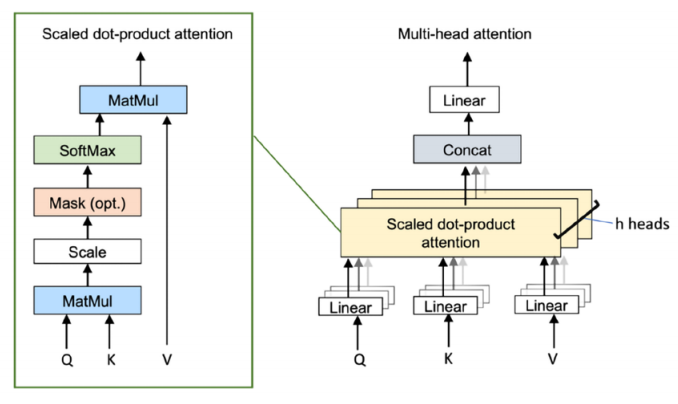 Scaled dot-product attention
MatMul
SoftMax
Mask (opt.)
Scale
MatMul
Q
K
V
Multi-head attention
Linear
Concat
Scaled dot-product
attention
h heads
Linear
Linear
Linear
Q
K
V